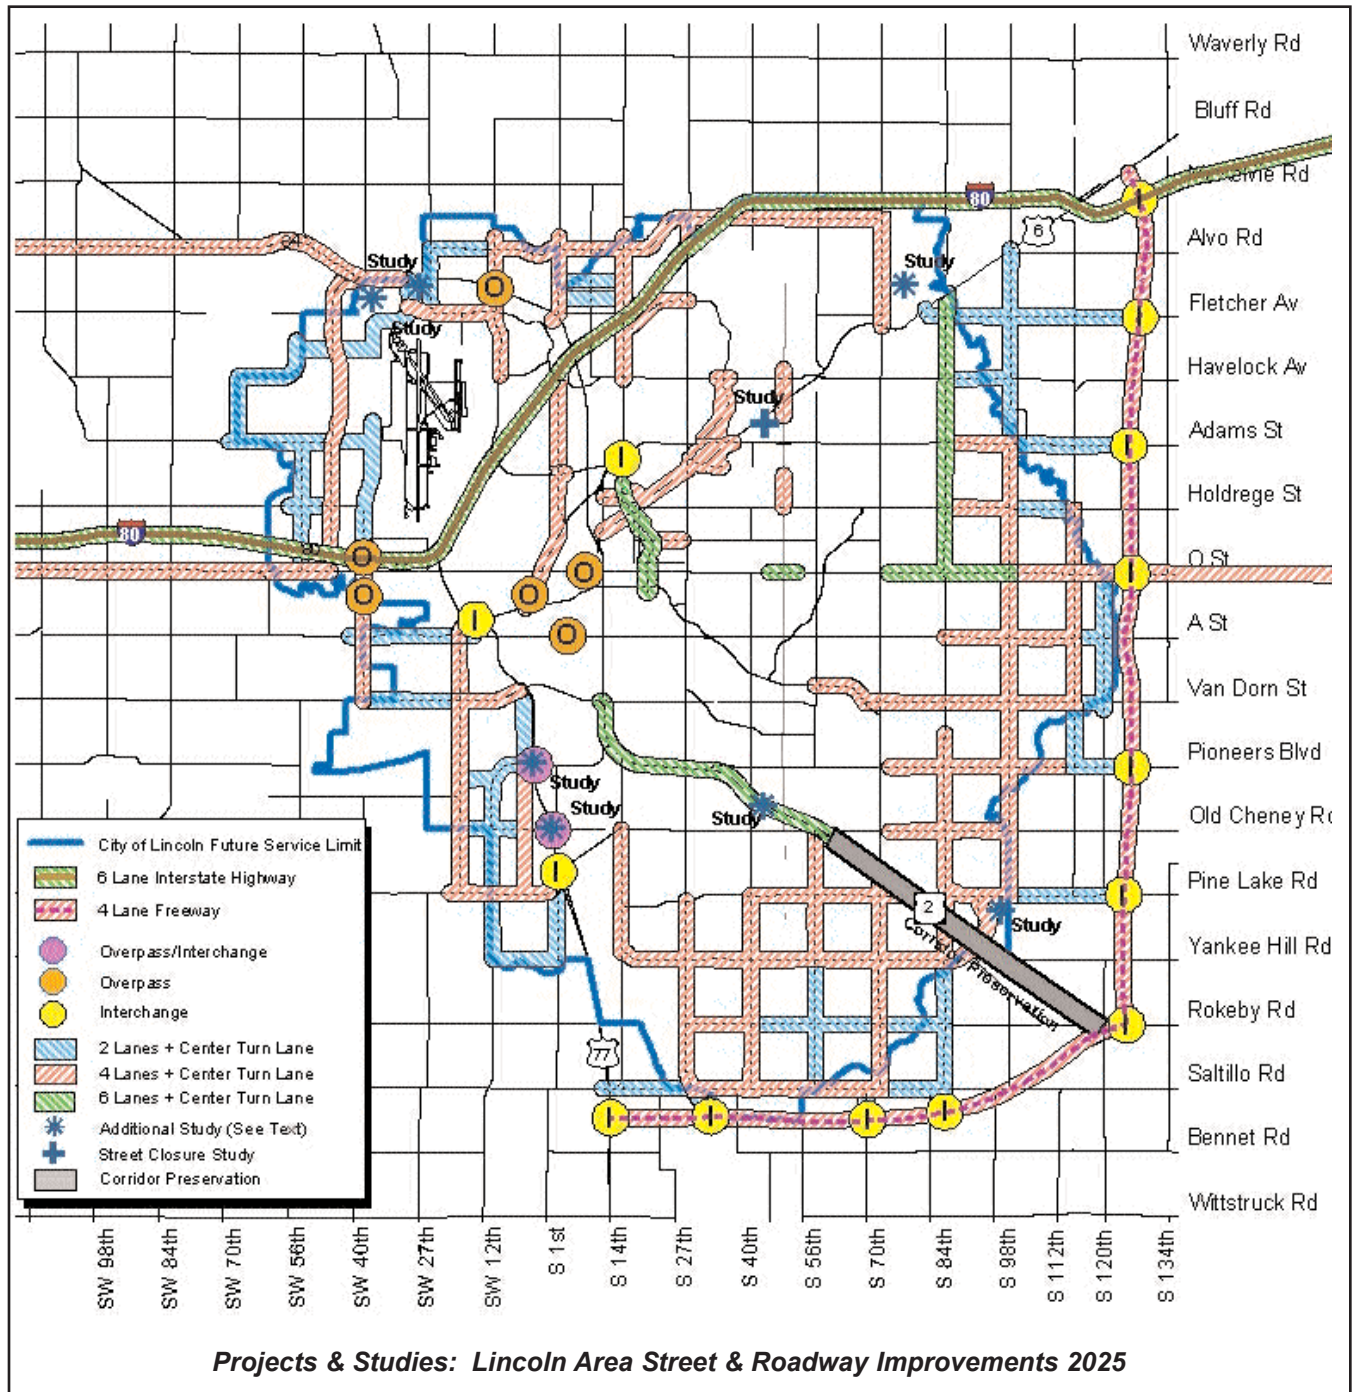 Waverly Rd
Bluff Rd
80
6
Alvo Rd
Study
Study
Fletcher Av
Study
Havelock Av
Study
Adams St
I
Holdrege St
80
O St
A St
Van Dorn St
Pioneers Blvd
Study
Study
Study
Old Cheney Rd
Pine Lake Rd
2
Study
Corridor Preservation
Yankee Hill Rd
Rokeby Rd
77
Saltillo Rd
Bennet Rd
Wittstruck Rd
City of Lincoln Future Service Limit
6 Lane Interstate Highway
4 Lane Freeway
Overpass/Interchange
O Overpass
I Interchange
2 Lanes + Center Turn Lane
4 Lanes + Center Turn Lane
6 Lanes + Center Turn Lane
Additional Study (See Text)
Street Closure Study
Corridor Preservation
SW 98th
SW 84th
SW 70th
SW 56th
SW 40th
SW 27th
SW 12th
S 1st
S 14th
S 27th
S 40th
S 56th
S 70th
S 84th
S 98th
S 112th
S 120th
S 134th
Projects & Studies: Lincoln Area Street & Roadway Improvements 2025